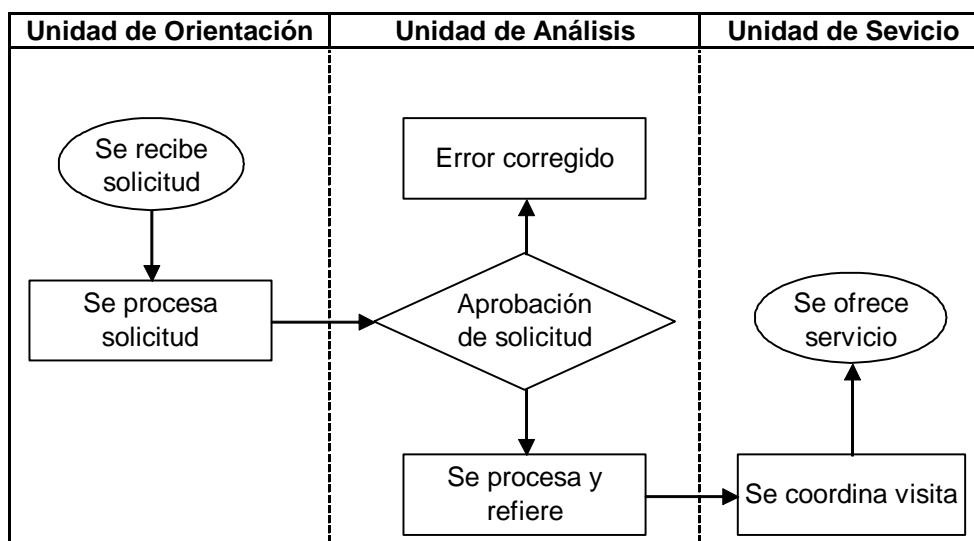 Unidad de Orientación
Unidad de Análisis
Unidad de Sevicio
Se recibe
solicitud
Se procesa
solicitud
Error corregido
Aprobación
de solicitud
Se procesa y
refiere
Se ofrece
servicio
Se coordina visita